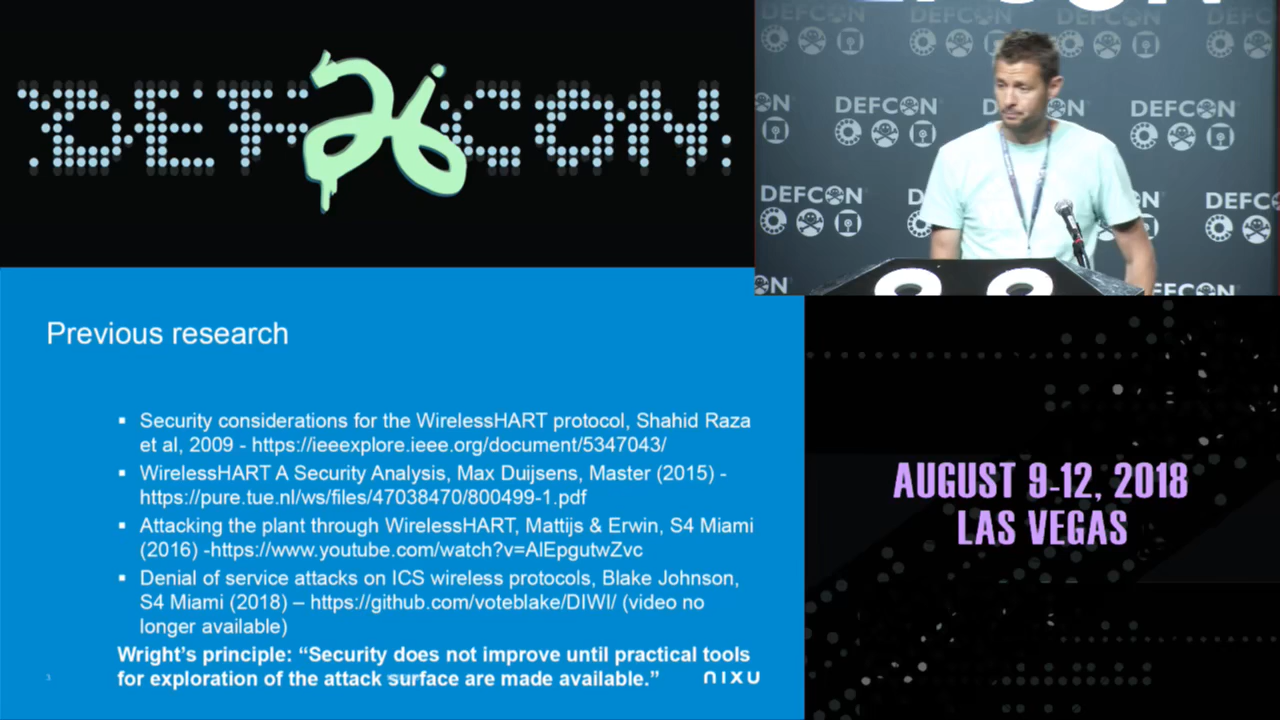 DEF CON
26
DEFCON
DEFCON
DEFCON
DEFCON
DEFCON
Previous research
▪ Security considerations for the WirelessHART protocol, Shahid Raza
et al, 2009 - https://ieeexplore.ieee.org/document/5347043/
▪ WirelessHART A Security Analysis, Max Duijsens, Master (2015) -
https://pure.tue.nl/ws/files/47038470/800499-1.pdf
▪ Attacking the plant through WirelessHART, Mattijs & Erwin, S4 Miami
(2016) -https://www.youtube.com/watch?v=AlEpgutwZvc
▪ Denial of service attacks on ICS wireless protocols, Blake Johnson,
S4 Miami (2018) – https://github.com/voteblake/DIWI/ (video no
longer available)
Wright's principle: “Security does not improve until practical tools
for exploration of the attack surface are made available.”
3
nixu
AUGUST 9-12, 2018
LAS VEGAS